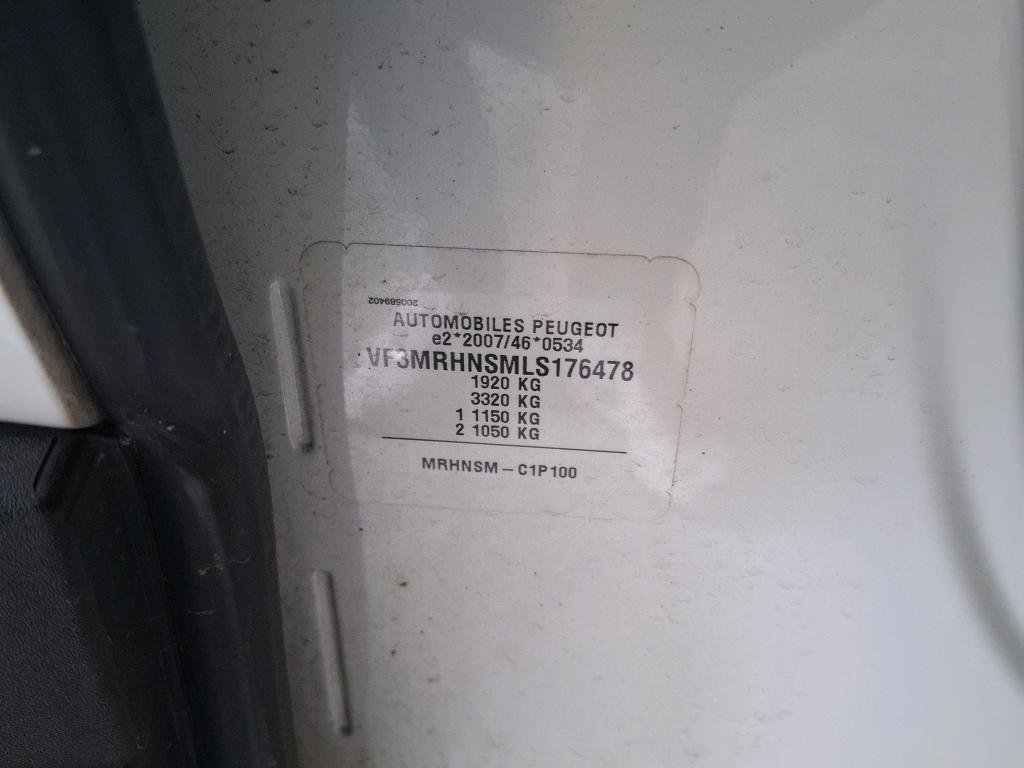 200589402
AUTOMOBILES PEUGEOT
e2*2007/46*0534
VF3MRHNSMLS176478
1920 KG
3320 KG
1 1150 KG
2 1050 KG
MRHNSM – C1P100